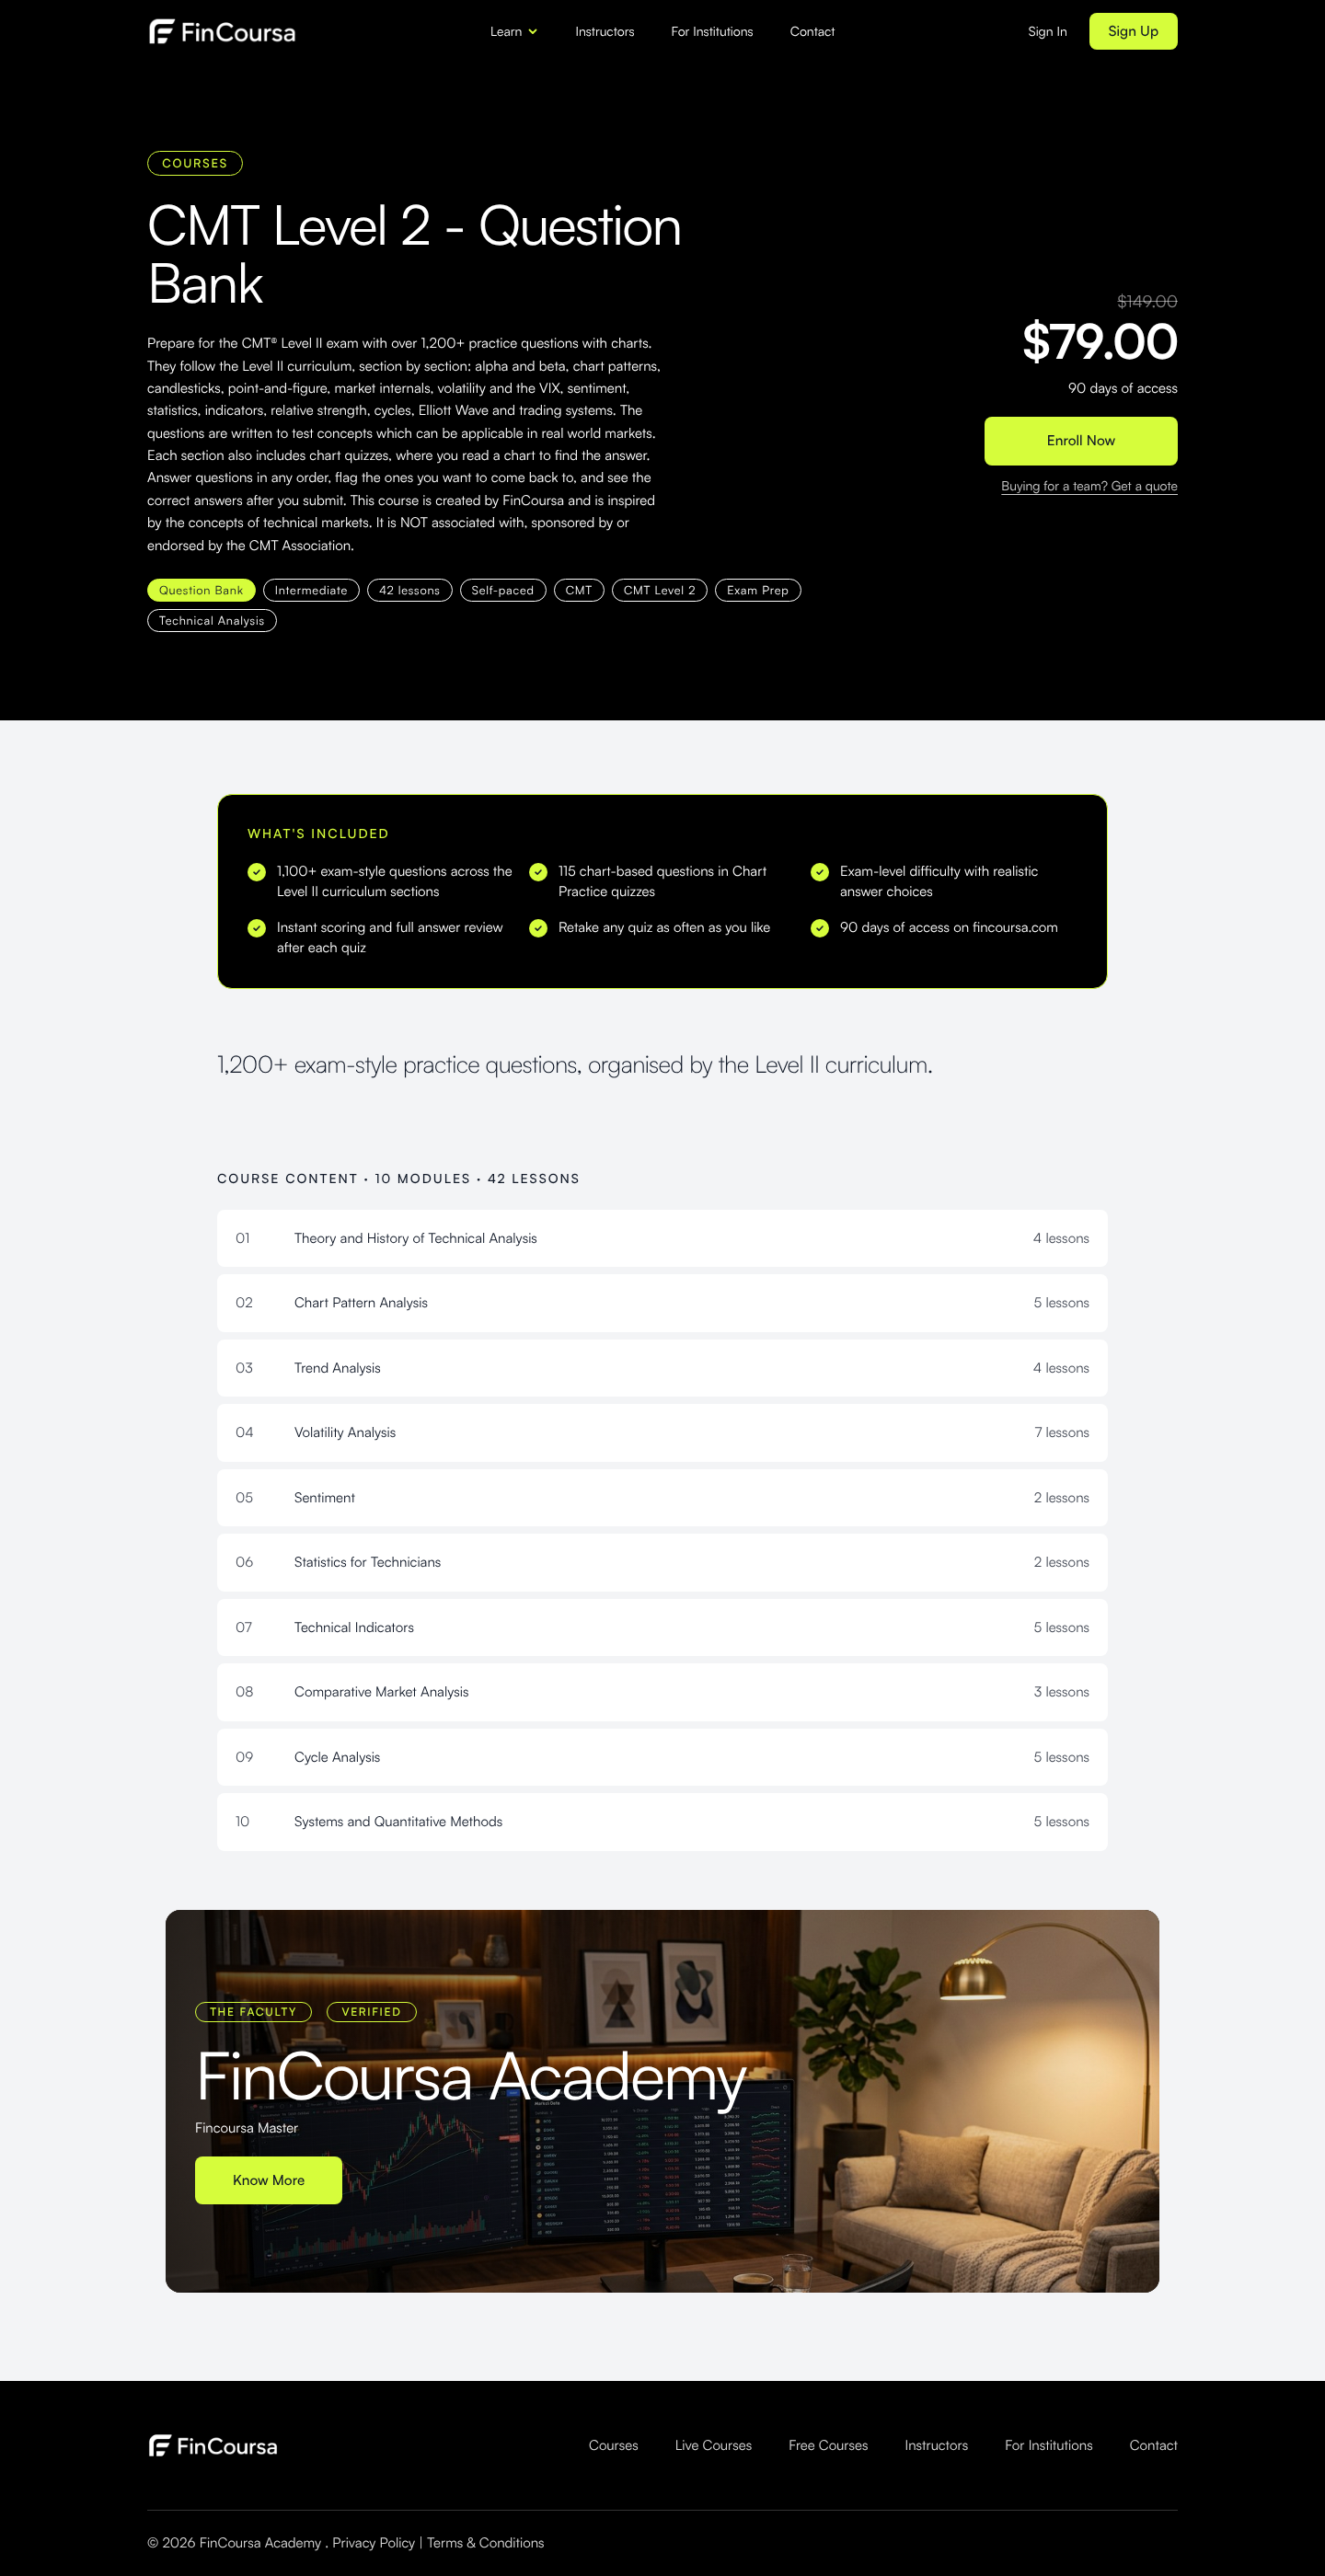 FinCoursa
Learn
Instructors
For Institutions
Contact
Sign In
Sign Up
COURSES
CMT Level 2 - Question
Bank
Prepare for the CMT® Level II exam with over 1,200+ practice questions with charts.
They follow the Level II curriculum, section by section: alpha and beta, chart patterns,
candlesticks, point-and-figure, market internals, volatility and the VIX, sentiment,
statistics, indicators, relative strength, cycles, Elliott Wave and trading systems. The
questions are written to test concepts which can be applicable in real world markets.
Each section also includes chart quizzes, where you read a chart to find the answer.
Answer questions in any order, flag the ones you want to come back to, and see the
correct answers after you submit. This course is created by FinCoursa and is inspired
by the concepts of technical markets. It is NOT associated with, sponsored by or
endorsed by the CMT Association.
Question Bank
Intermediate
42 lessons
Self-paced
CMT
CMT Level 2
Exam Prep
Technical Analysis
$149.00
$79.00
90 days of access
Enroll Now
Buying for a team? Get a quote
WHAT'S INCLUDED
1,100+ exam-style questions across the
Level II curriculum sections
115 chart-based questions in Chart
Practice quizzes
Exam-level difficulty with realistic
answer choices
Instant scoring and full answer review
after each quiz
Retake any quiz as often as you like
90 days of access on fincoursa.com
1,200+ exam-style practice questions, organised by the Level II curriculum.
COURSE CONTENT • 10 MODULES • 42 LESSONS
01 Theory and History of Technical Analysis 4 lessons
02 Chart Pattern Analysis 5 lessons
03 Trend Analysis 4 lessons
04 Volatility Analysis 7 lessons
05 Sentiment 2 lessons
06 Statistics for Technicians 2 lessons
07 Technical Indicators 5 lessons
08 Comparative Market Analysis 3 lessons
09 Cycle Analysis 5 lessons
10 Systems and Quantitative Methods 5 lessons
THE FACULTY
VERIFIED
FinCoursa Academy
Fincoursa Master
Know More
FinCoursa
Courses
Live Courses
Free Courses
Instructors
For Institutions
Contact
© 2026 FinCoursa Academy . Privacy Policy | Terms & Conditions